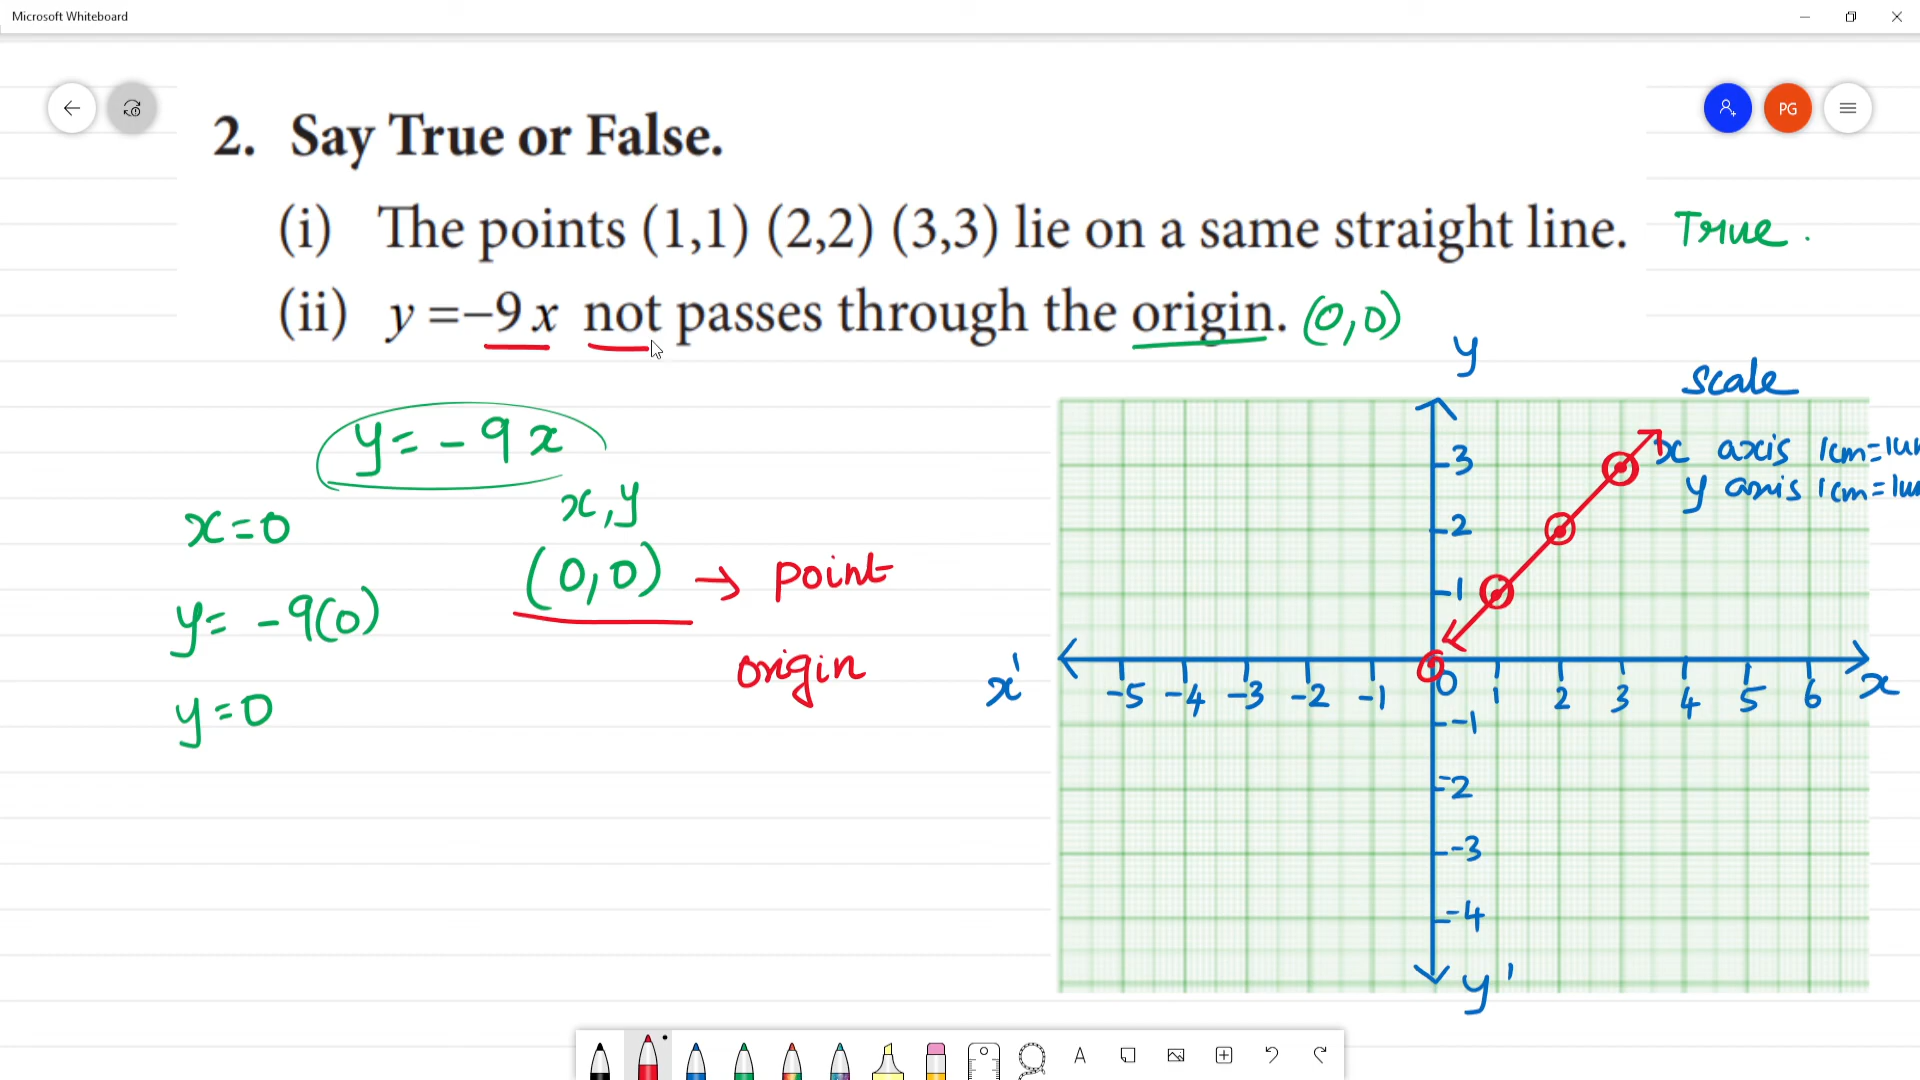 Microsoft Whiteboard
PG
2. Say True or False.
(i) The points (1,1) (2,2) (3,3) lie on a same straight line. True.
(ii) y =−9 x not passes through the origin. (0,0)
y = -9x
x,y
x=0
(0,0) → point
origin
y= -9(0)
y=0
y
scale
x axis 1cm=1un
y axis 1cm=1un
3
2
1
x'
-5 -4 -3 -2 -1 0 1 2 3 4 5 6 x
-1
-2
-3
-4
y'
A